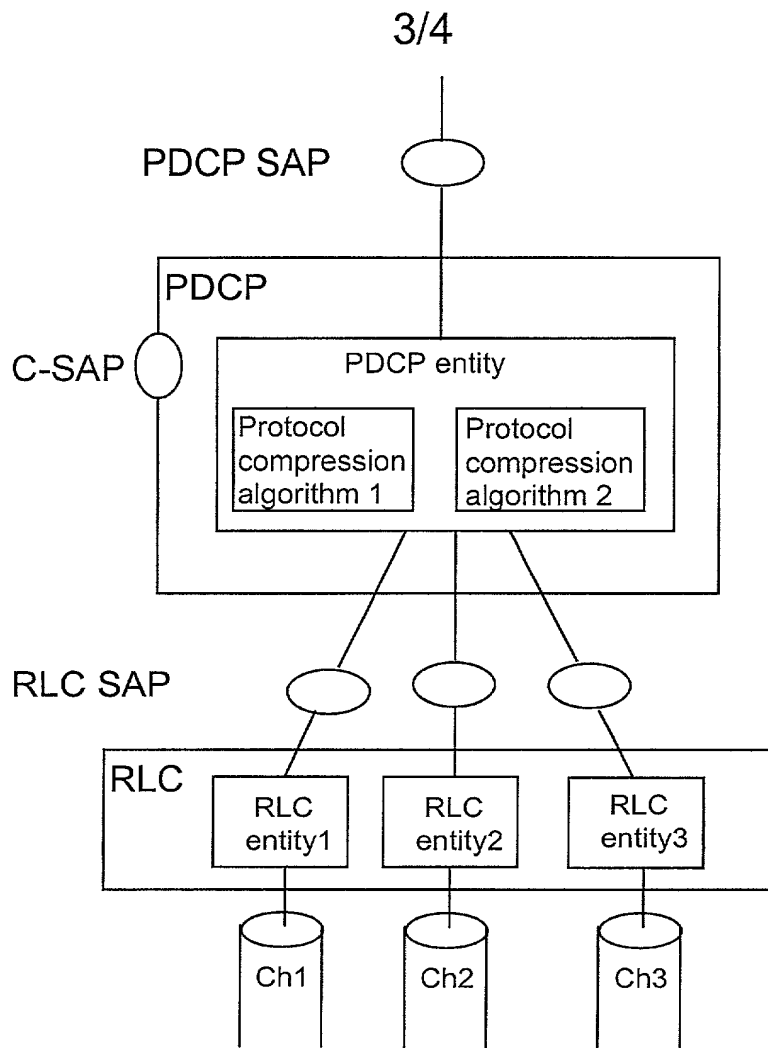 3/4
PDCP SAP
PDCP
C-SAP
PDCP entity
Protocol
compression
algorithm 1
Protocol
compression
algorithm 2
RLC SAP
RLC
RLC
entity1
RLC
entity2
RLC
entity3
Ch1
Ch2
Ch3